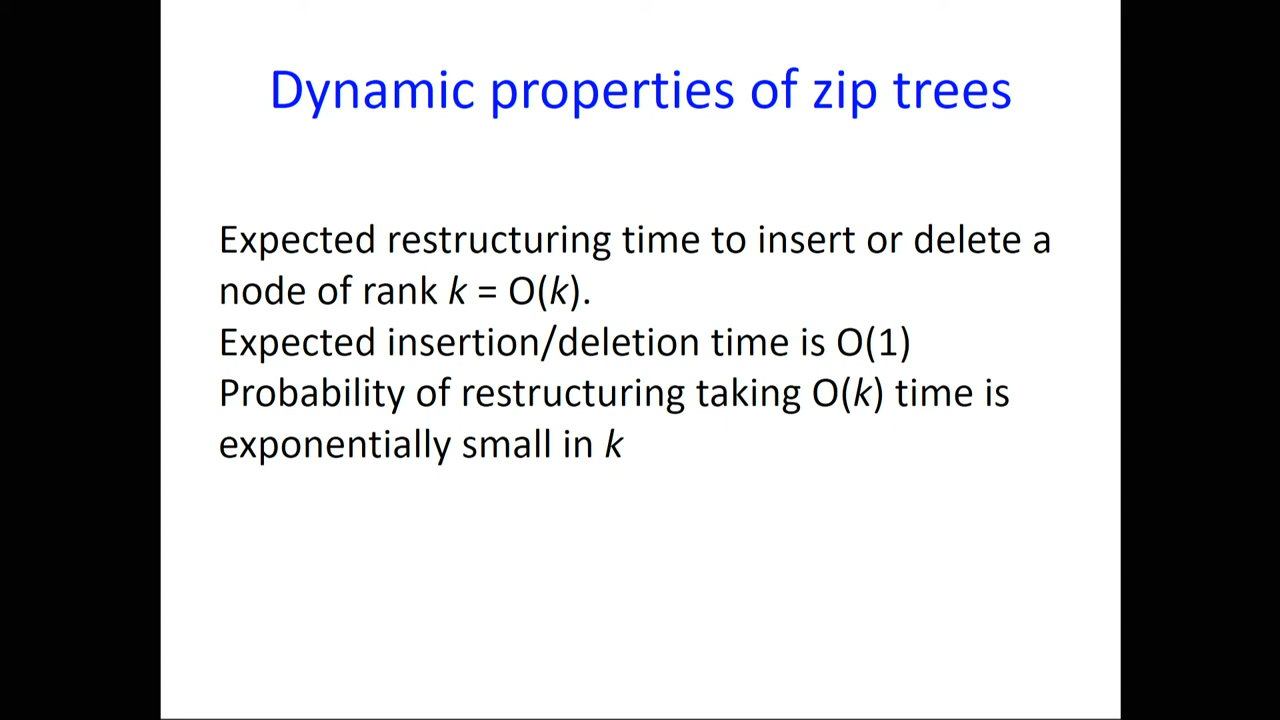 Dynamic properties of zip trees
Expected restructuring time to insert or delete a
node of rank k = O(k).
Expected insertion/deletion time is O(1)
Probability of restructuring taking O(k) time is
exponentially small in k